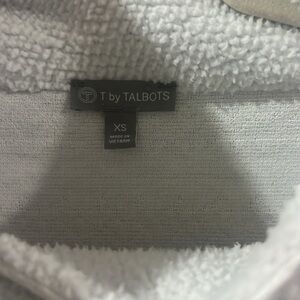 T by TALBOTS
XS
MADE IN
VIETNAM